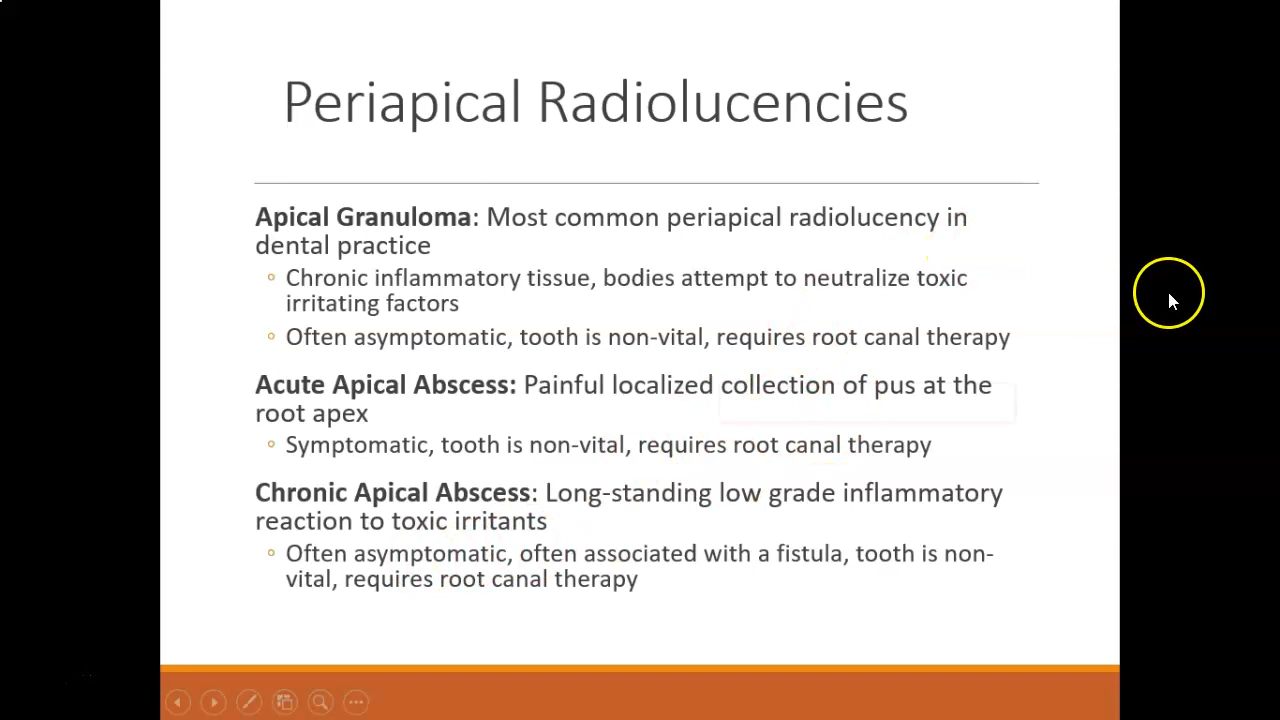 Periapical Radiolucencies
Apical Granuloma: Most common periapical radiolucency in
dental practice
◦ Chronic inflammatory tissue, bodies attempt to neutralize toxic
irritating factors
◦ Often asymptomatic, tooth is non-vital, requires root canal therapy
Acute Apical Abscess: Painful localized collection of pus at the
root apex
◦ Symptomatic, tooth is non-vital, requires root canal therapy
Chronic Apical Abscess: Long-standing low grade inflammatory
reaction to toxic irritants
◦ Often asymptomatic, often associated with a fistula, tooth is non-
vital, requires root canal therapy